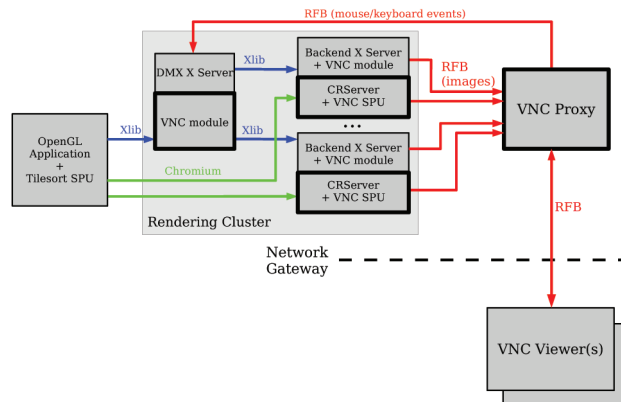 RFB (mouse/keyboard events)
DMX X Server
VNC module
Xlib
Xlib
Backend X Server
+ VNC module
CRServer
+ VNC SPU
...
Backend X Server
+ VNC module
CRServer
+ VNC SPU
RFB
(images)
VNC Proxy
OpenGL
Application
+
Tilesort SPU
Xlib
Chromium
Rendering Cluster
RFB
Network
Gateway
VNC Viewer(s)